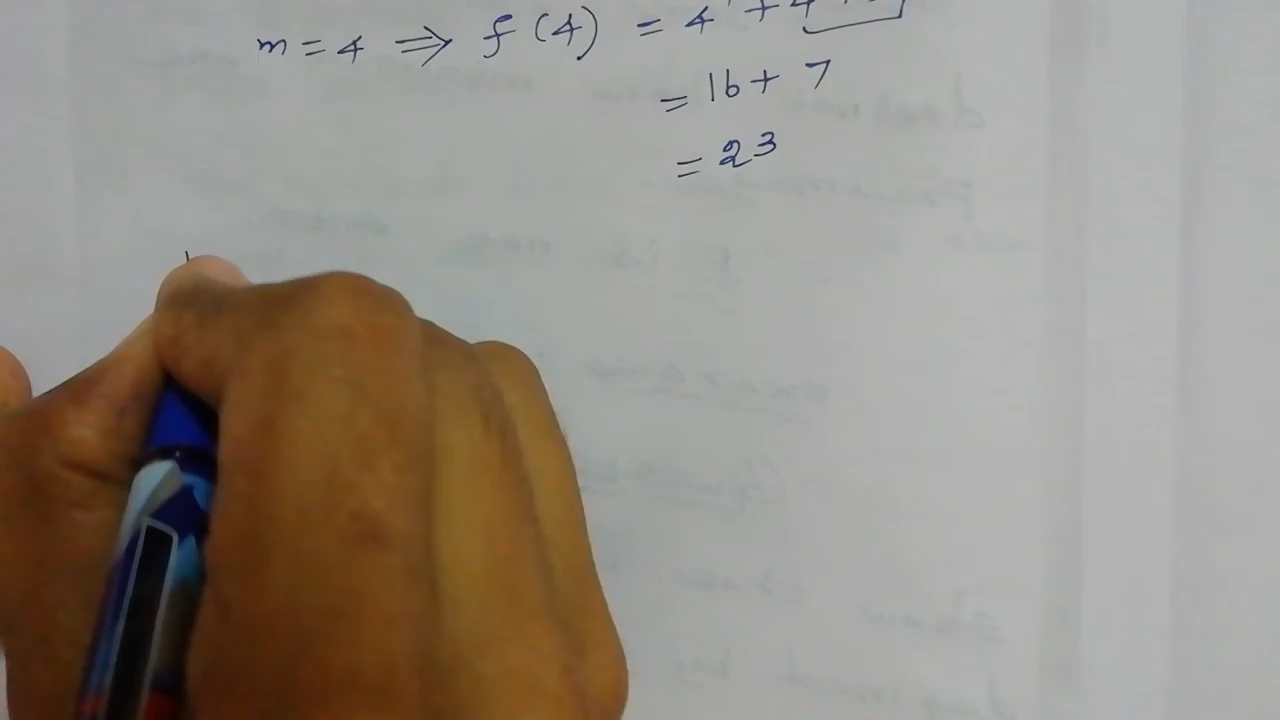 m = 4 ⇒ f (4) = 4 + 4
= 16 + 7
= 23